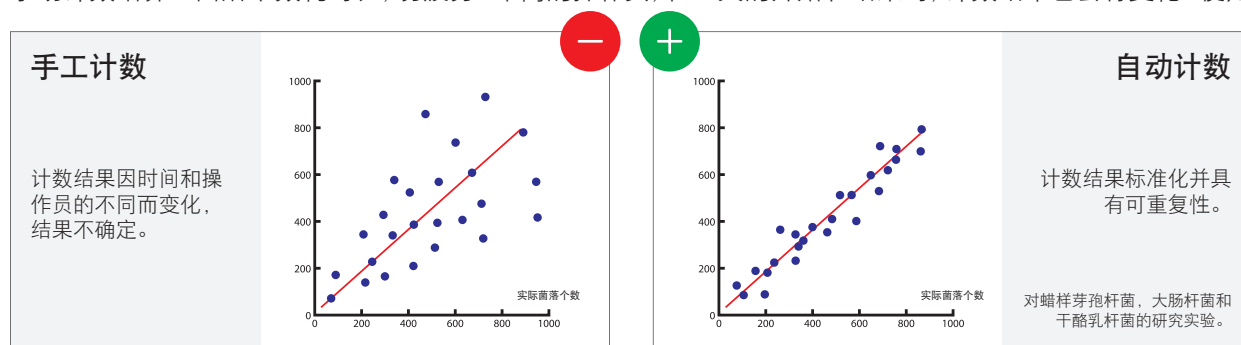 手工计数
计数结果因时间和操
作员的不同而变化，
结果不确定。
1000
800
600
400
200
0
0 200 400 600 800 1000
实际菌落个数
自动计数
计数结果标准化并具
有可重复性。
对蜡样芽孢杆菌，大肠杆菌和
干酪乳杆菌的研究实验。
1000
800
600
400
200
0
0 200 400 600 800 1000
实际菌落个数